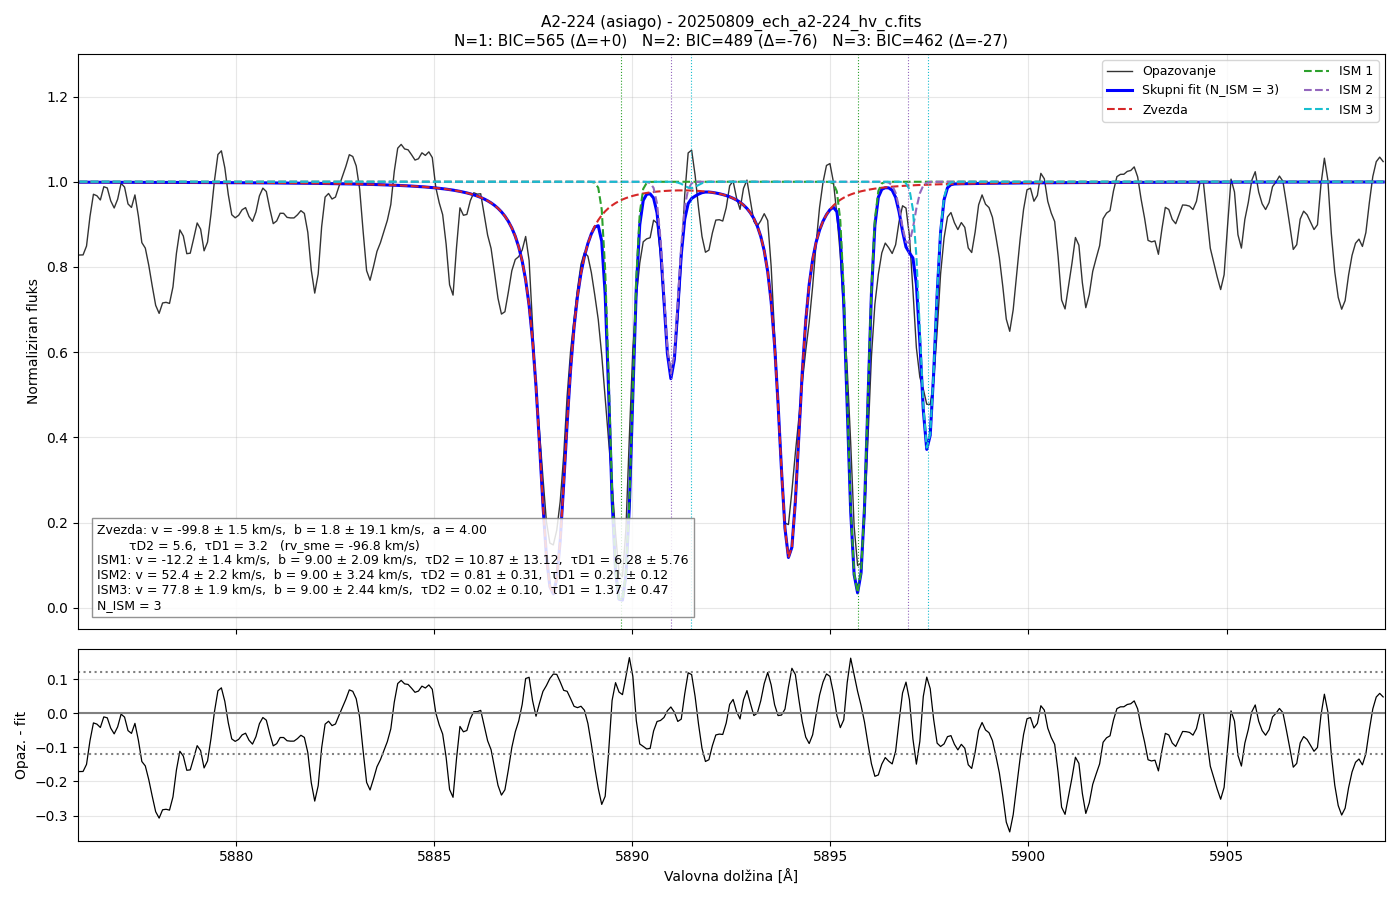 A2-224 (asiago) - 20250809_ech_a2-224_hv_c.fits
N=1: BIC=565 (Δ=+0)   N=2: BIC=489 (Δ=-76)   N=3: BIC=462 (Δ=-27)
Opazovanje
Skupni fit (N_ISM = 3)
Zvezda
ISM 1
ISM 2
ISM 3
Normaliziran fluks
1.2
1.0
0.8
0.6
0.4
0.2
0.0
Zvezda: v = -99.8 ± 1.5 km/s,  b = 1.8 ± 19.1 km/s,  a = 4.00
τD2 = 5.6,  τD1 = 3.2   (rv_sme = -96.8 km/s)
ISM1: v = -12.2 ± 1.4 km/s,  b = 9.00 ± 2.09 km/s,  τD2 = 10.87 ± 13.12,  τD1 = 6.28 ± 5.76
ISM2: v = 52.4 ± 2.2 km/s,  b = 9.00 ± 3.24 km/s,  τD2 = 0.81 ± 0.31,  τD1 = 0.21 ± 0.12
ISM3: v = 77.8 ± 1.9 km/s,  b = 9.00 ± 2.44 km/s,  τD2 = 0.02 ± 0.10,  τD1 = 1.37 ± 0.47
N_ISM = 3
Opaz. - fit
0.1
0.0
−0.1
−0.2
−0.3
5880 5885 5890 5895 5900 5905
Valovna dolžina [Å]